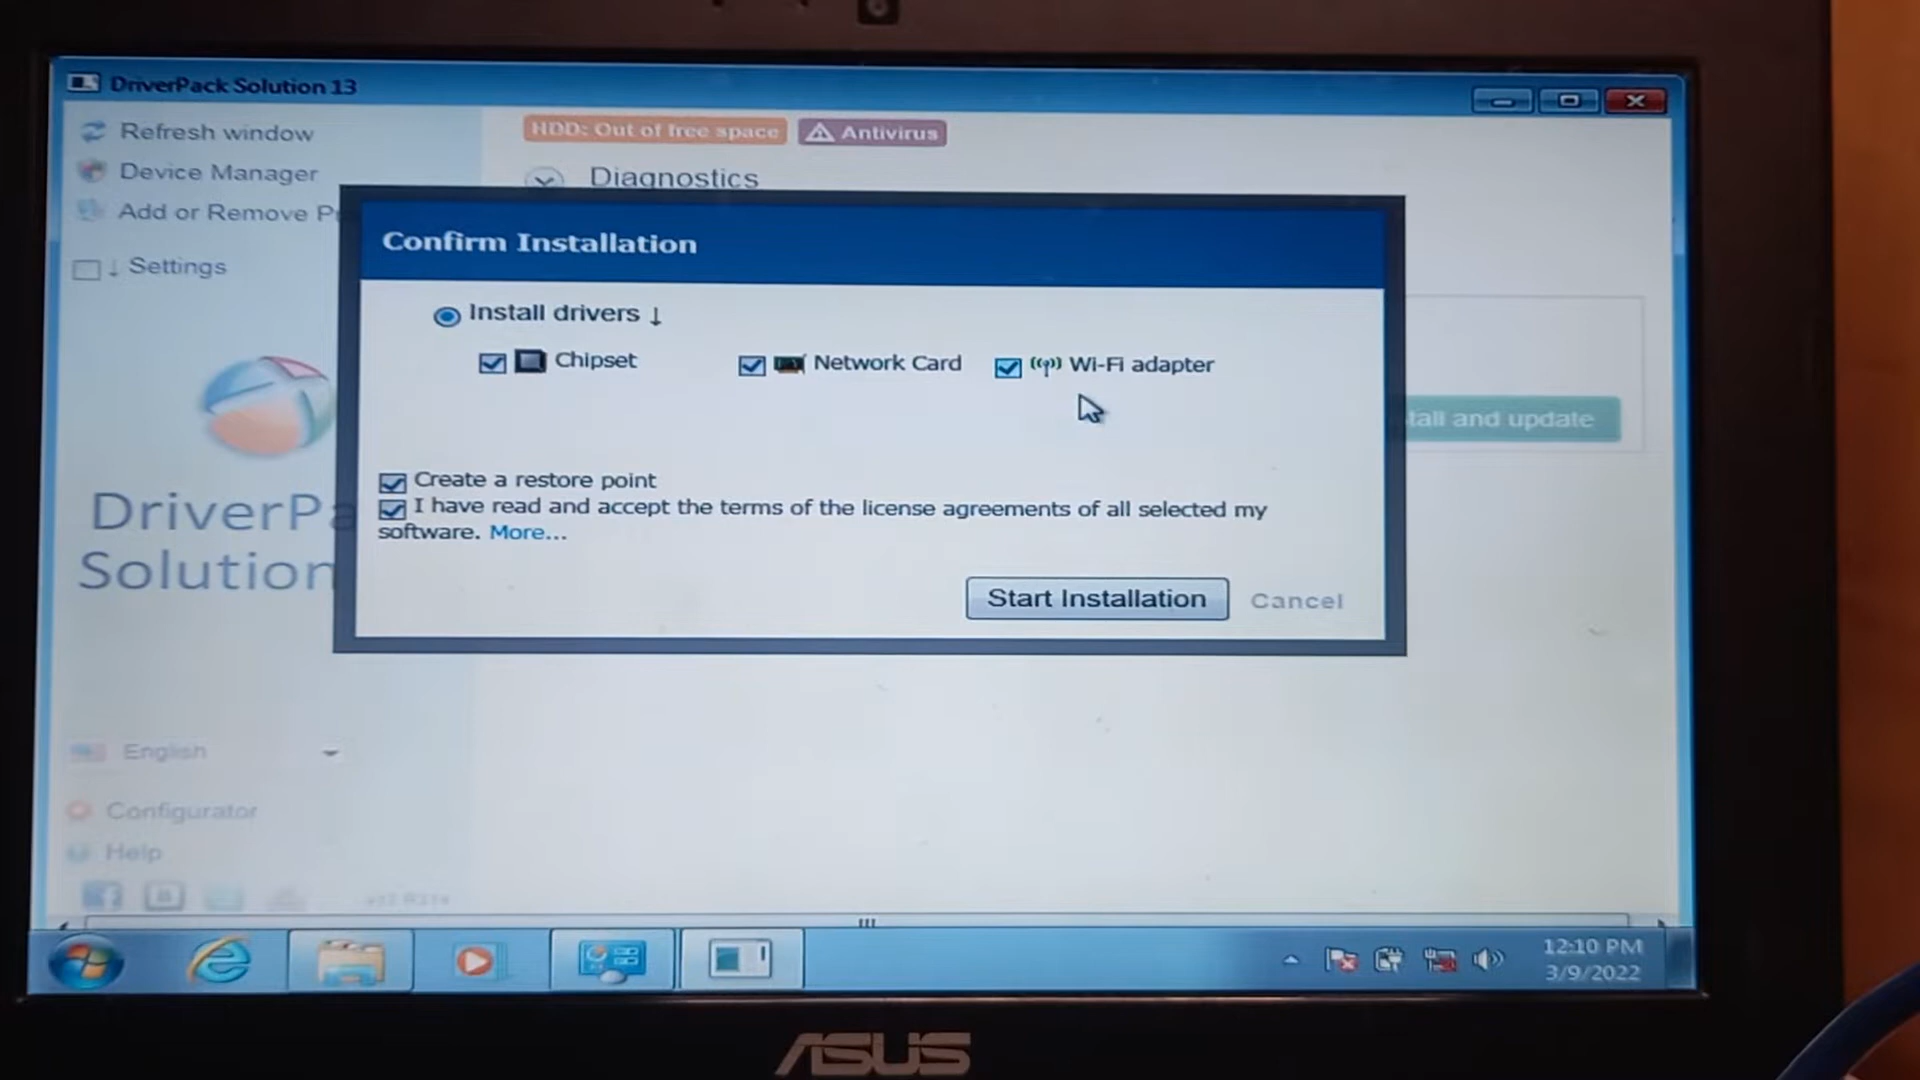 DriverPack Solution 13
Refresh window
HDD: Out of free space
Antivirus
Device Manager
Diagnostics
Add or Remove Pr
Settings
Confirm Installation
Install drivers ↓
Chipset
Network Card
Wi-Fi adapter
tall and update
Create a restore point
I have read and accept the terms of the license agreements of all selected my
software. More...
DriverPa
Solution
Start Installation
Cancel
English
Configurator
Help
12:10 PM
3/9/2022
ASUS